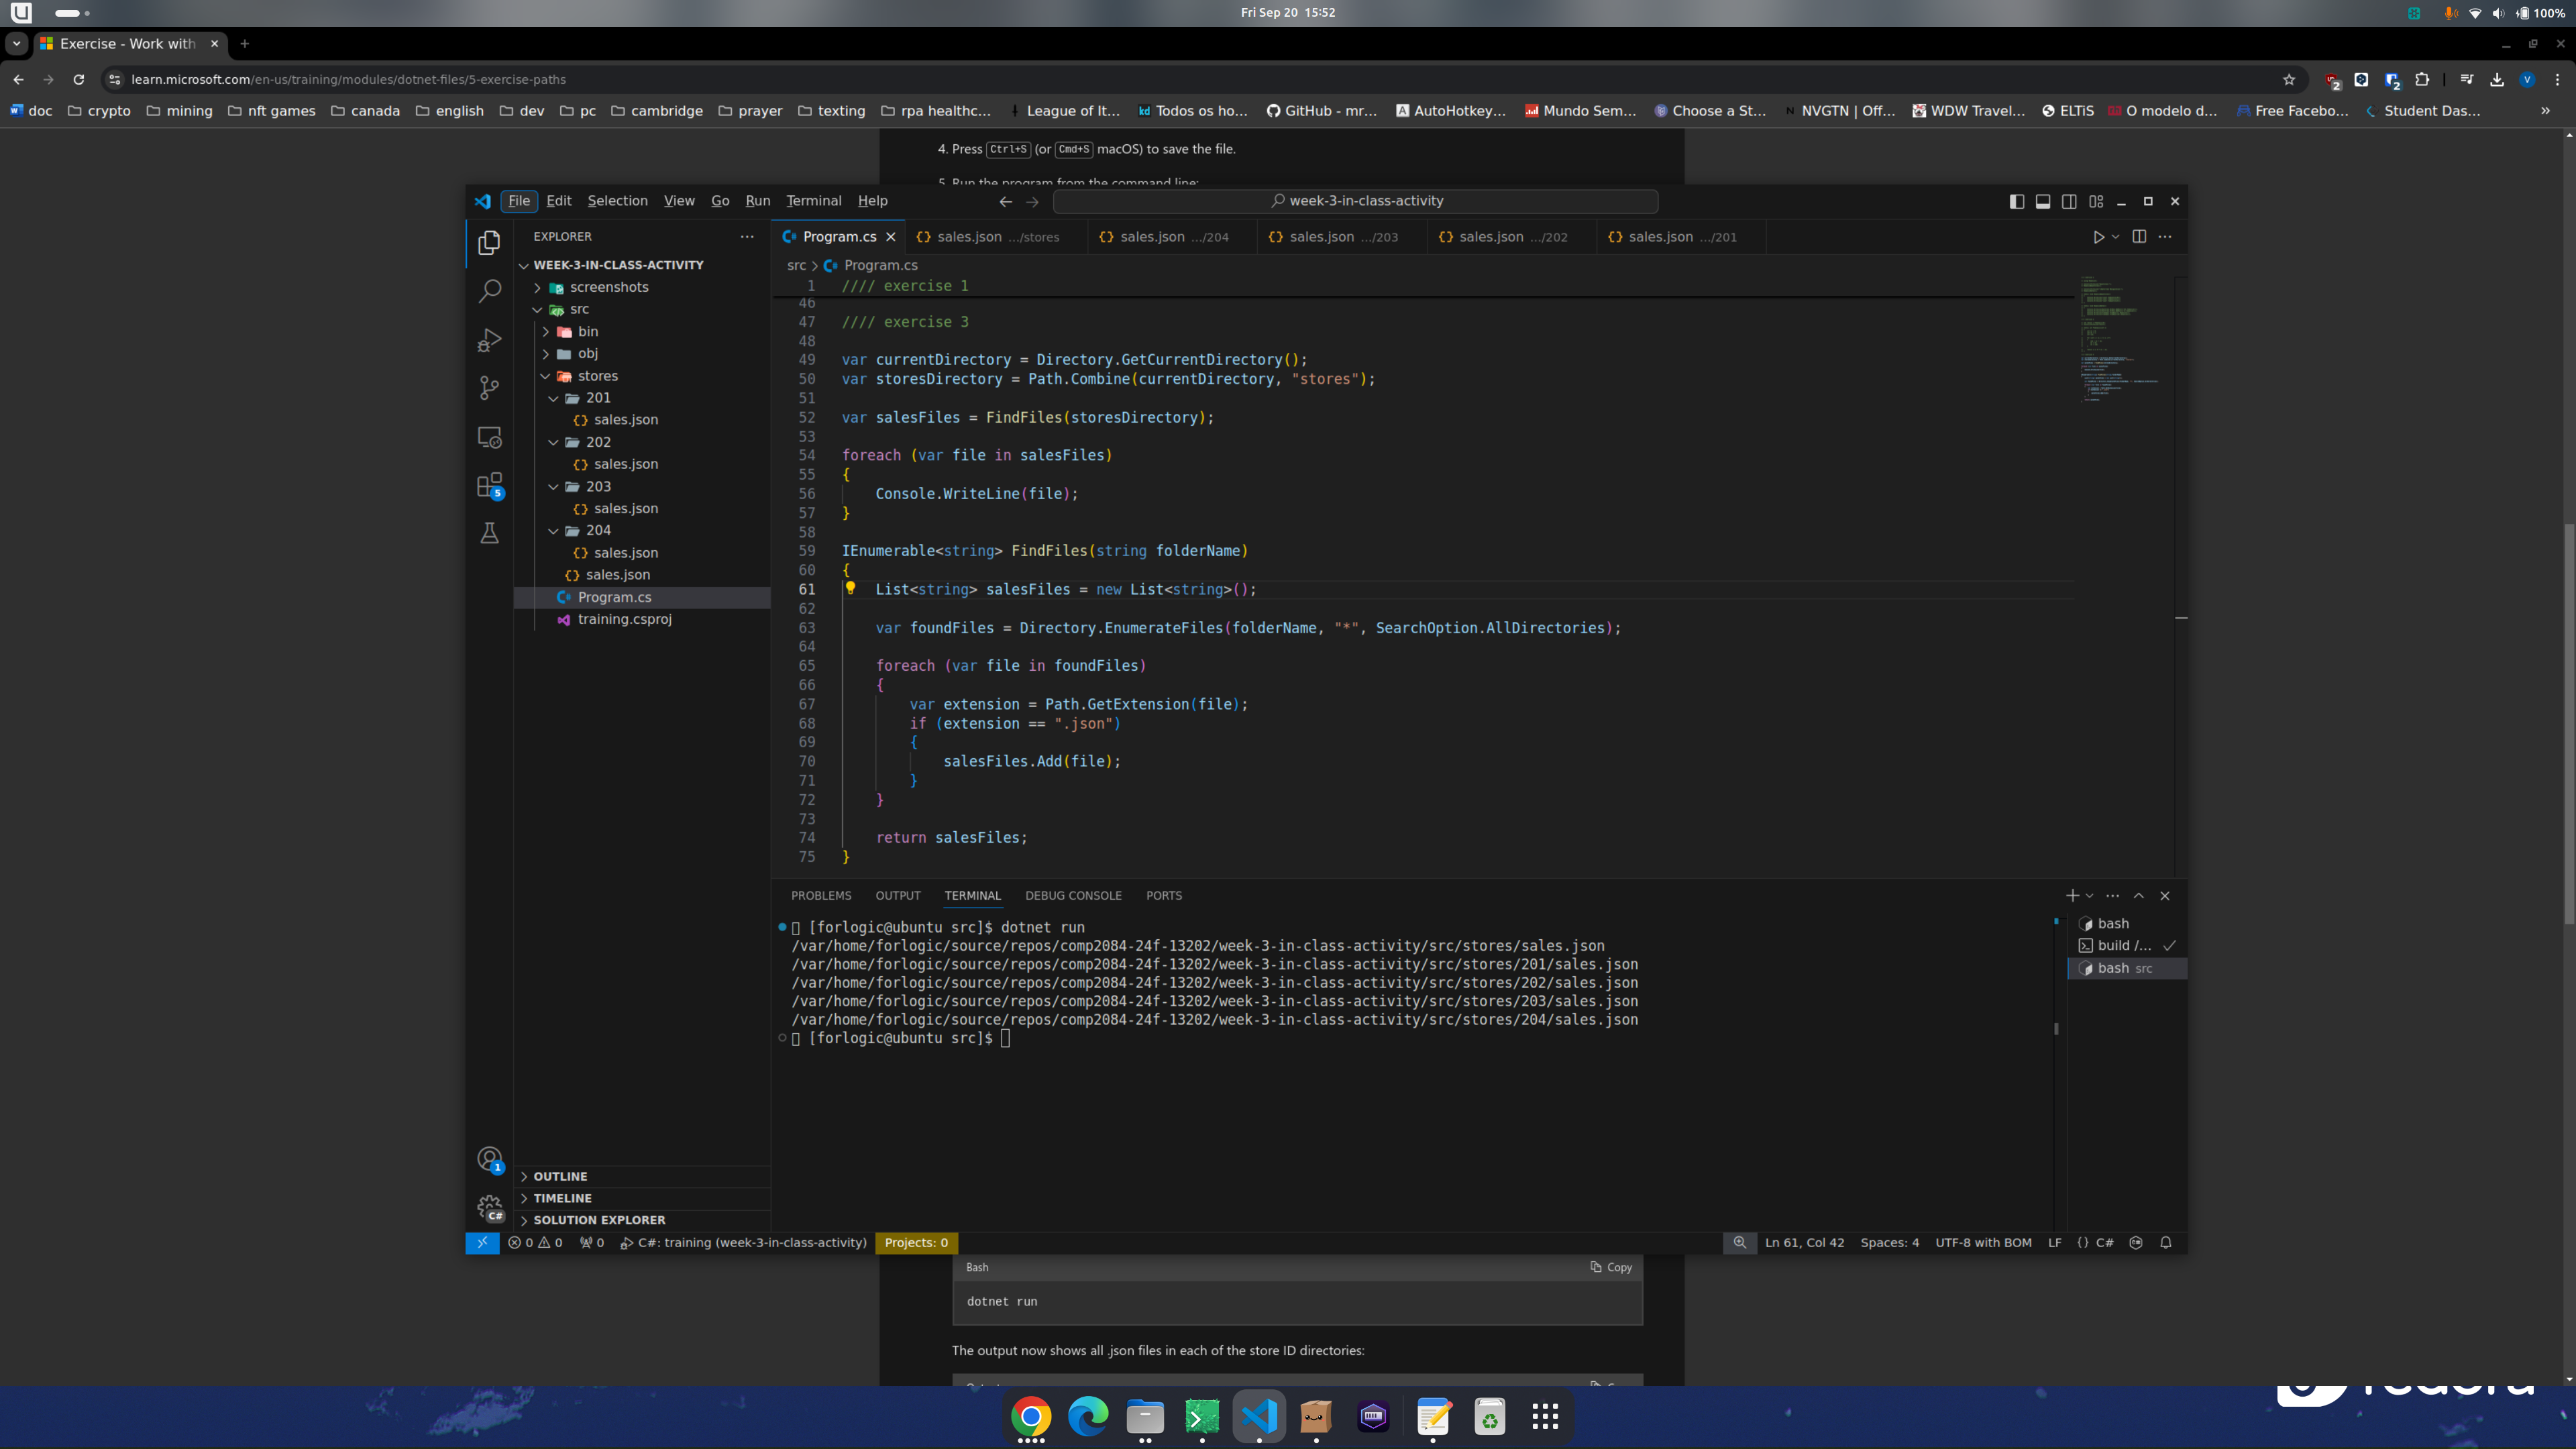 Fri Sep 20 15:52
100%
Exercise - Work with
learn.microsoft.com/en-us/training/modules/dotnet-files/5-exercise-paths
doc crypto mining nft games canada english dev pc cambridge prayer texting rpa healthc... League of It... Todos os ho... GitHub - mr... AutoHotkey... Mundo Sem... Choose a St... NVGTN | Off... WDW Travel... ELTiS O modelo d... Free Facebo... Student Das...
4. Press Ctrl+S (or Cmd+S macOS) to save the file.
5. Run the program from the command line:
File Edit Selection View Go Run Terminal Help
week-3-in-class-activity
EXPLORER
WEEK-3-IN-CLASS-ACTIVITY
screenshots
src
bin
obj
stores
201
sales.json
202
sales.json
203
sales.json
204
sales.json
sales.json
Program.cs
training.csproj
OUTLINE
TIMELINE
SOLUTION EXPLORER
5
1
C#
Program.cs sales.json .../stores sales.json .../204 sales.json .../203 sales.json .../202 sales.json .../201
src > Program.cs
1 //// exercise 1
46
47 //// exercise 3
48
49 var currentDirectory = Directory.GetCurrentDirectory();
50 var storesDirectory = Path.Combine(currentDirectory, "stores");
51
52 var salesFiles = FindFiles(storesDirectory);
53
54 foreach (var file in salesFiles)
55 {
56 Console.WriteLine(file);
57 }
58
59 IEnumerable<string> FindFiles(string folderName)
60 {
61 List<string> salesFiles = new List<string>();
62
63 var foundFiles = Directory.EnumerateFiles(folderName, "*", SearchOption.AllDirectories);
64
65 foreach (var file in foundFiles)
66 {
67 var extension = Path.GetExtension(file);
68 if (extension == ".json")
69 {
70 salesFiles.Add(file);
71 }
72 }
73
74 return salesFiles;
75 }
PROBLEMS OUTPUT TERMINAL DEBUG CONSOLE PORTS
[forlogic@ubuntu src]$ dotnet run
/var/home/forlogic/source/repos/comp2084-24f-13202/week-3-in-class-activity/src/stores/sales.json
/var/home/forlogic/source/repos/comp2084-24f-13202/week-3-in-class-activity/src/stores/201/sales.json
/var/home/forlogic/source/repos/comp2084-24f-13202/week-3-in-class-activity/src/stores/202/sales.json
/var/home/forlogic/source/repos/comp2084-24f-13202/week-3-in-class-activity/src/stores/203/sales.json
/var/home/forlogic/source/repos/comp2084-24f-13202/week-3-in-class-activity/src/stores/204/sales.json
[forlogic@ubuntu src]$
bash
build /...
bash src
0 0 0 C#: training (week-3-in-class-activity) Projects: 0 Ln 61, Col 42 Spaces: 4 UTF-8 with BOM LF {} C#
Bash Copy
dotnet run
The output now shows all .json files in each of the store ID directories: